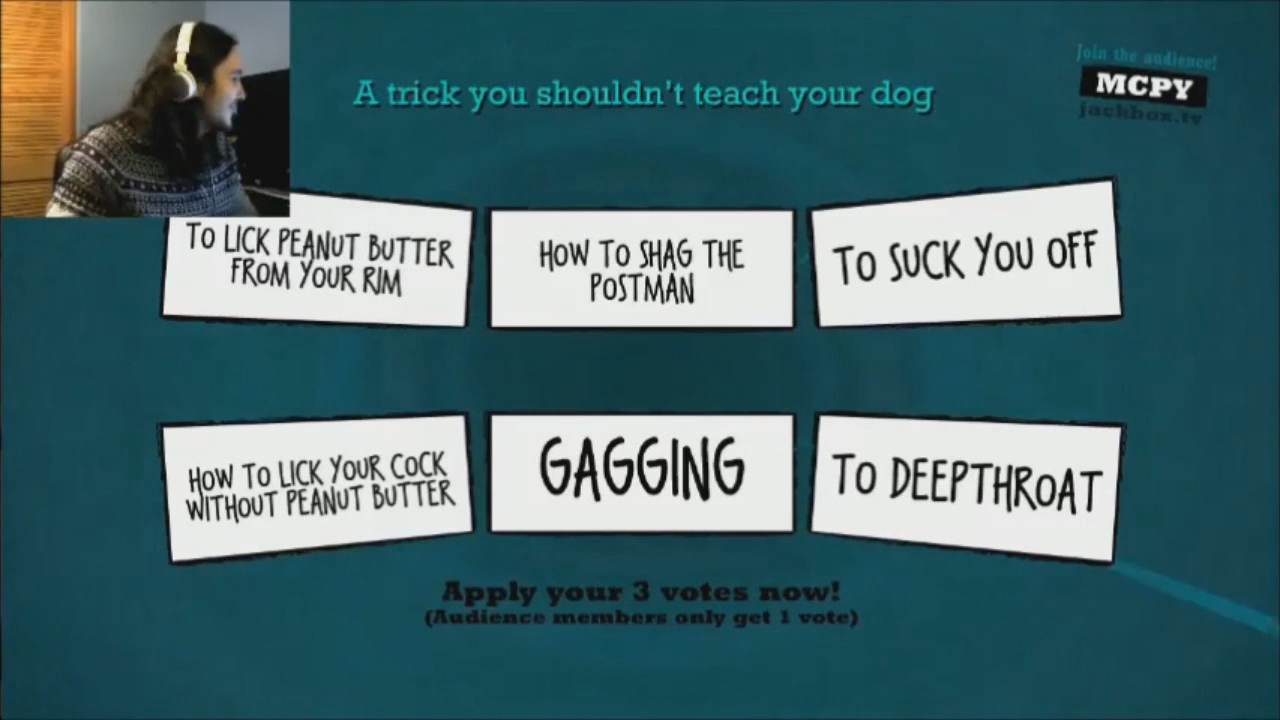 Join the audience!
MCPY
jackbox.tv
A trick you shouldn't teach your dog
TO LICK PEANUT BUTTER
FROM YOUR RIM
HOW TO SHAG THE
POSTMAN
TO SUCK YOU OFF
HOW TO LICK YOUR COCK
WITHOUT PEANUT BUTTER
GAGGING
TO DEEPTHROAT
Apply your 3 votes now!
(Audience members only get 1 vote)